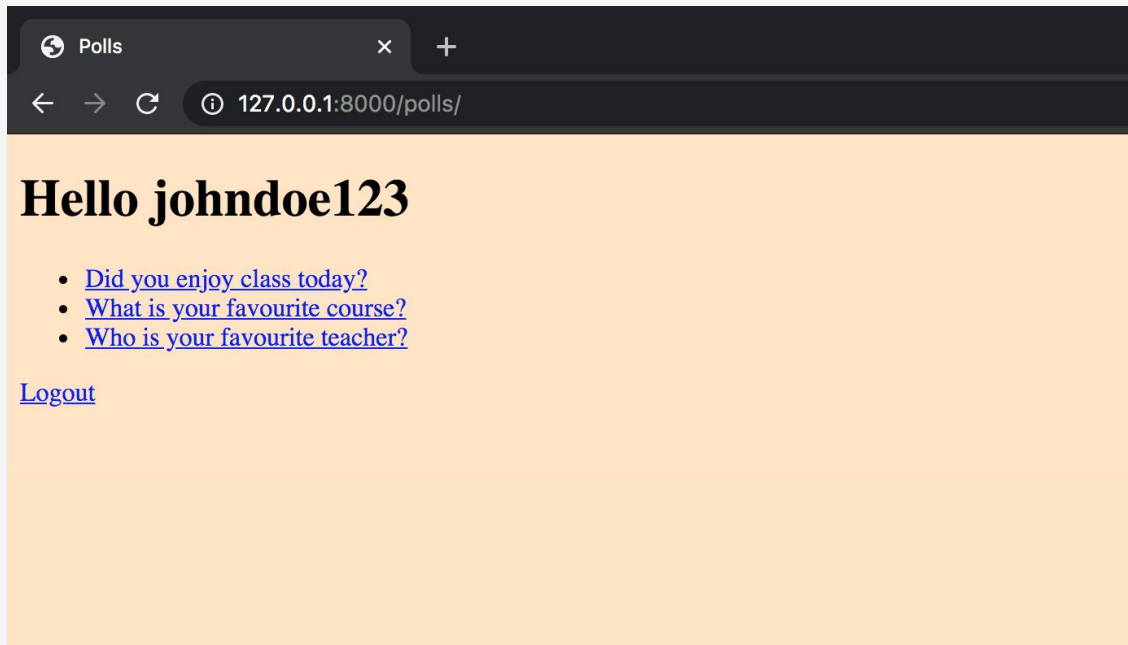 Polls
127.0.0.1:8000/polls/
Hello johndoe123
Did you enjoy class today?
What is your favourite course?
Who is your favourite teacher?
Logout